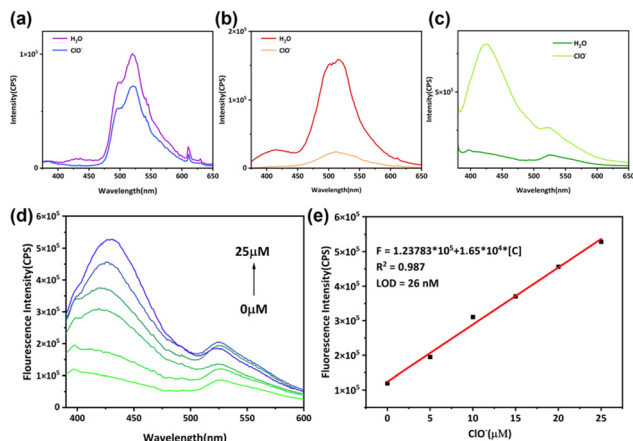 (a)
H₂O
ClO⁻
1×10⁵
0
Intensity(CPS)
400 450 500 550 600 650
Wavelength(nm)
(b)
H₂O
ClO⁻
2×10⁵
1×10⁵
0
Intensity(CPS)
400 450 500 550 600 650
Wavelength(nm)
(c)
H₂O
ClO⁻
5×10⁵
Intensity(CPS)
400 450 500 550 600 650
Wavelength(nm)
(d)
6×10⁵
5×10⁵
4×10⁵
3×10⁵
2×10⁵
1×10⁵
0
Flourescence Intensity(CPS)
25μM
0μM
400 450 500 550 600
Wavelength(nm)
(e)
6×10⁵
5×10⁵
4×10⁵
3×10⁵
2×10⁵
1×10⁵
Fluorescence Intensity(CPS)
F = 1.23783*10⁵+1.65*10⁴*[C]
R² = 0.987
LOD = 26 nM
0 5 10 15 20 25
ClO⁻(μM)